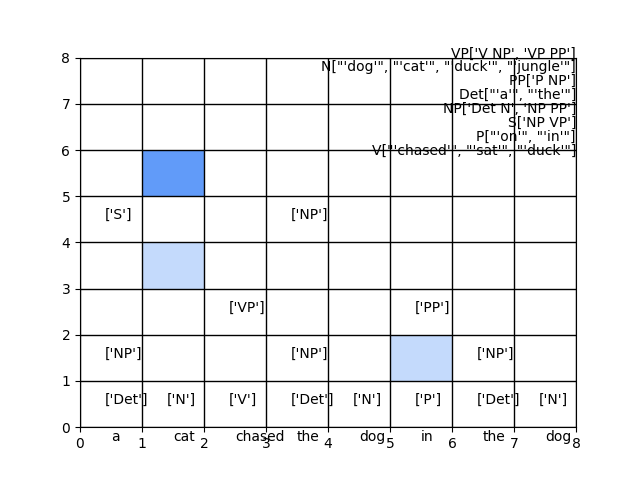 VP['V NP', 'VP PP']
8
N["'dog'", "'cat'", "'duck'", "'jungle'"]
PP['P NP']
Det["'a'", "'the'"]
7
NP['Det N', 'NP PP']
S['NP VP']
P["'on'", "'in'"]
6
V["'chased'", "'sat'", "'duck'"]
5
['S'] ['NP']
4
3
['VP'] ['PP']
2
['NP'] ['NP'] ['NP']
1
['Det'] ['N'] ['V'] ['Det'] ['N'] ['P'] ['Det'] ['N']
0
a cat chased the dog in the dog
0 1 2 3 4 5 6 7 8